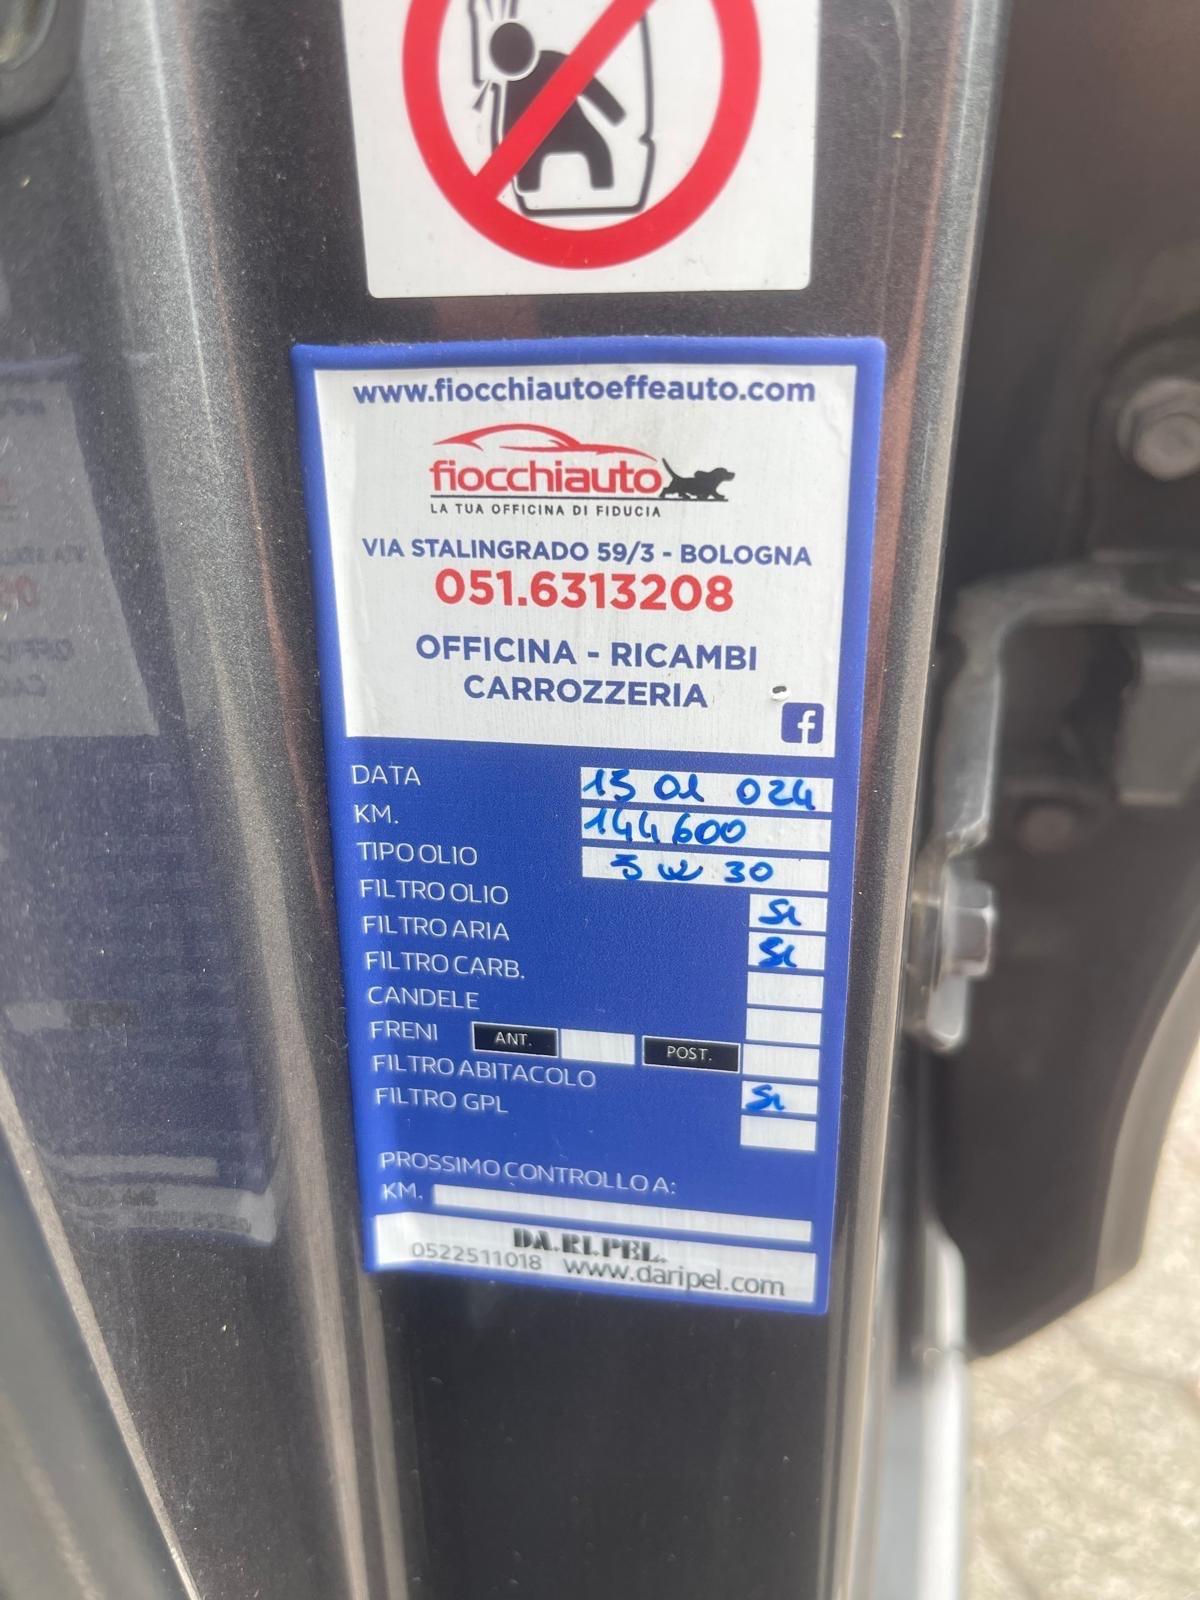 www.fiocchiautoeffeauto.com
fiocchiauto
LA TUA OFFICINA DI FIDUCIA
VIA STALINGRADO 59/3 - BOLOGNA
051.6313208
OFFICINA - RICAMBI
CARROZZERIA
f
DATA 15 01 024
KM. 144600
TIPO OLIO 5 W 30
FILTRO OLIO SI
FILTRO ARIA SI
FILTRO CARB.
CANDELE
FRENI ANT. POST.
FILTRO ABITACOLO SI
FILTRO GPL
PROSSIMO CONTROLLO A:
KM.
DA.RI.PEL.
0522511018 www.daripel.com